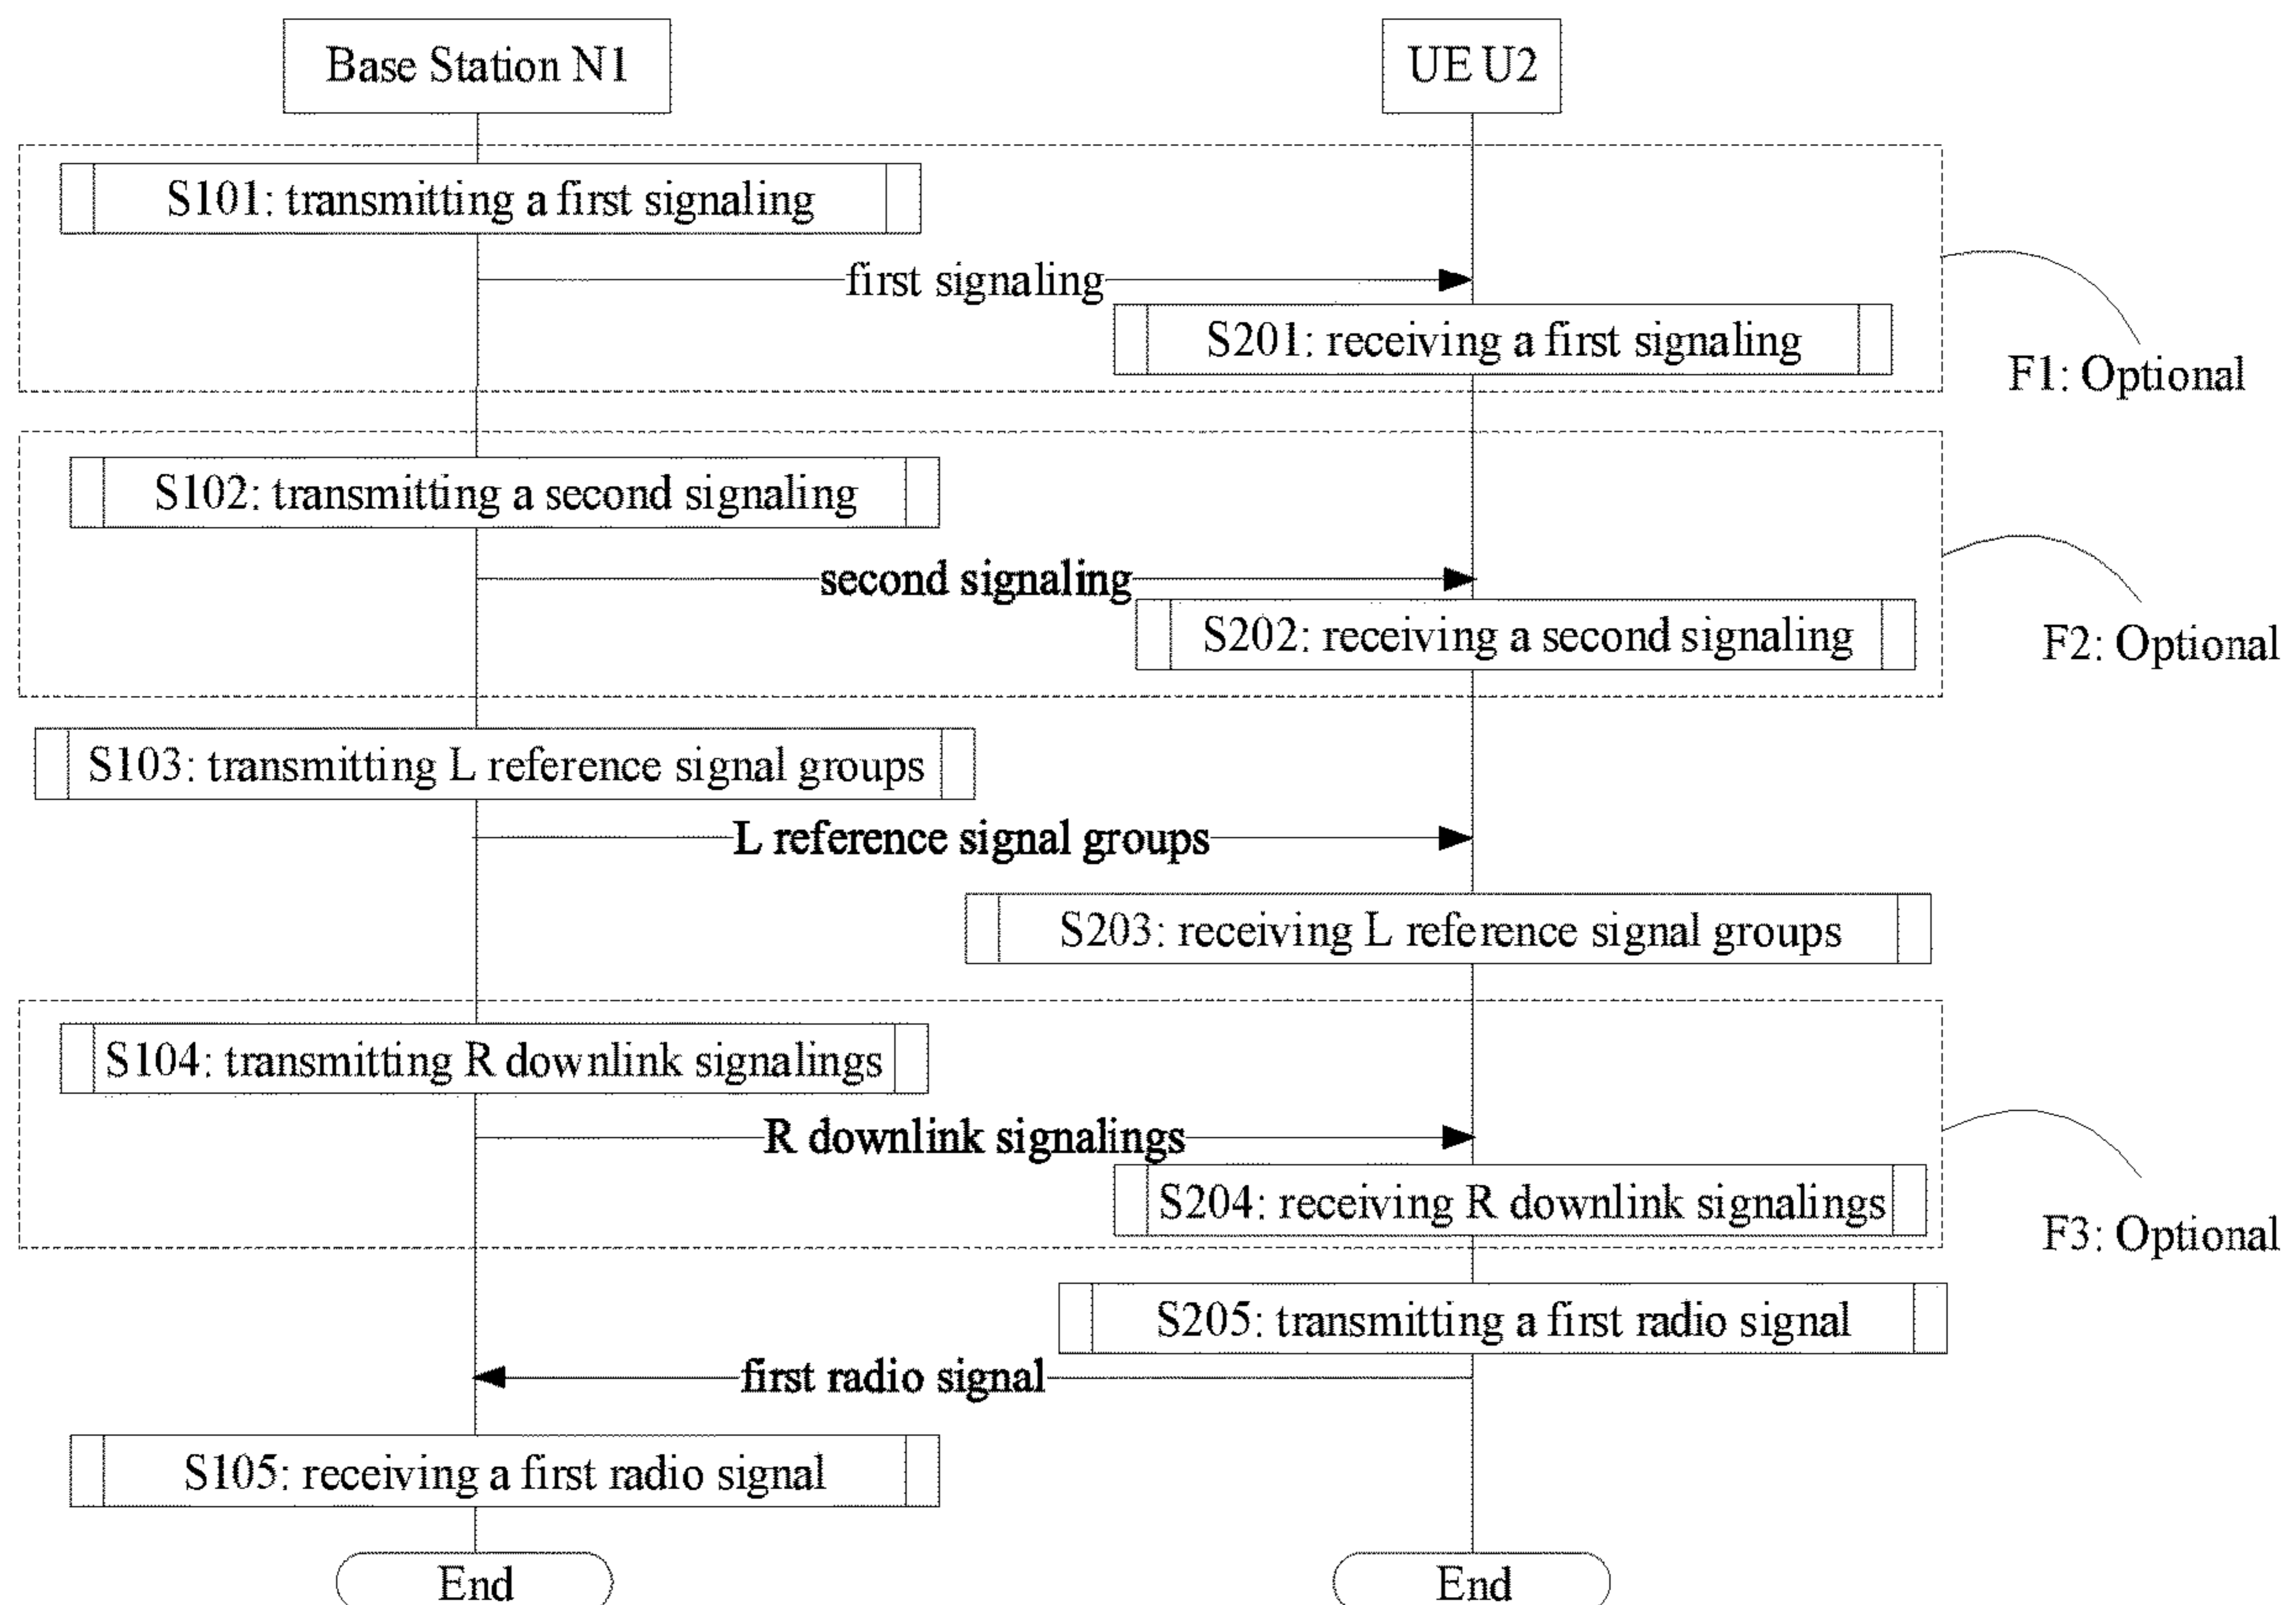 Base Station N1
UE U2
S101: transmitting a first signaling
first signaling
S201: receiving a first signaling
F1: Optional
S102: transmitting a second signaling
second signaling
S202: receiving a second signaling
F2: Optional
S103: transmitting L reference signal groups
L reference signal groups
S203: receiving L reference signal groups
S104: transmitting R downlink signalings
R downlink signalings
S204: receiving R downlink signalings
F3: Optional
S205: transmitting a first radio signal
first radio signal
S105: receiving a first radio signal
End
End